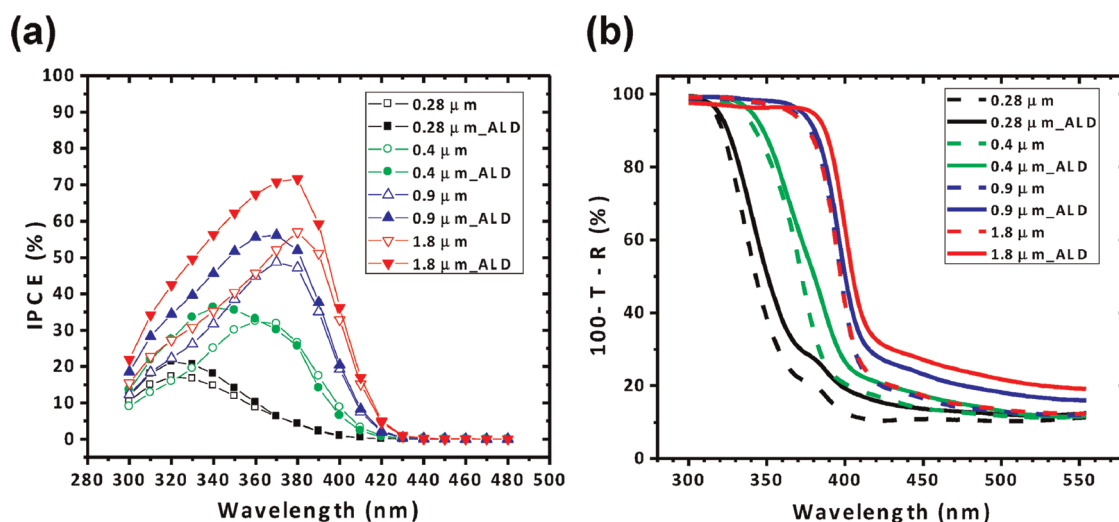 (a)
IPCE (%)
100
90
80
70
60
50
40
30
20
10
0
280 300 320 340 360 380 400 420 440 460 480 500
Wavelength (nm)
0.28 μm
0.28 μm_ALD
0.4 μm
0.4 μm_ALD
0.9 μm
0.9 μm_ALD
1.8 μm
1.8 μm_ALD
(b)
100- T - R (%)
100
80
60
40
20
0
300 350 400 450 500 550
Wavelength (nm)
0.28 μm
0.28 μm_ALD
0.4 μm
0.4 μm_ALD
0.9 μm
0.9 μm_ALD
1.8 μm
1.8 μm_ALD